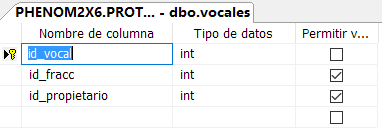 PHENOM2X6.PROT... - dbo.vocales
Nombre de columna Tipo de datos Permitir v...
id_vocal int
id_fracc int
id_propietario int